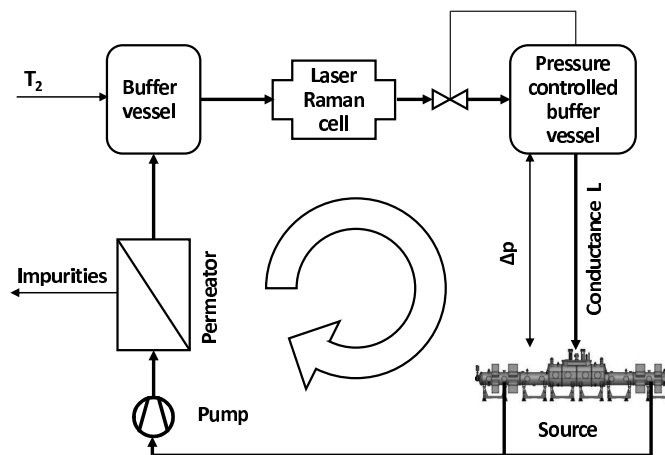 T2
Buffer
vessel
Laser
Raman
cell
Pressure
controlled
buffer
vessel
Δp
Conductance L
Impurities
Permeator
Pump
Source